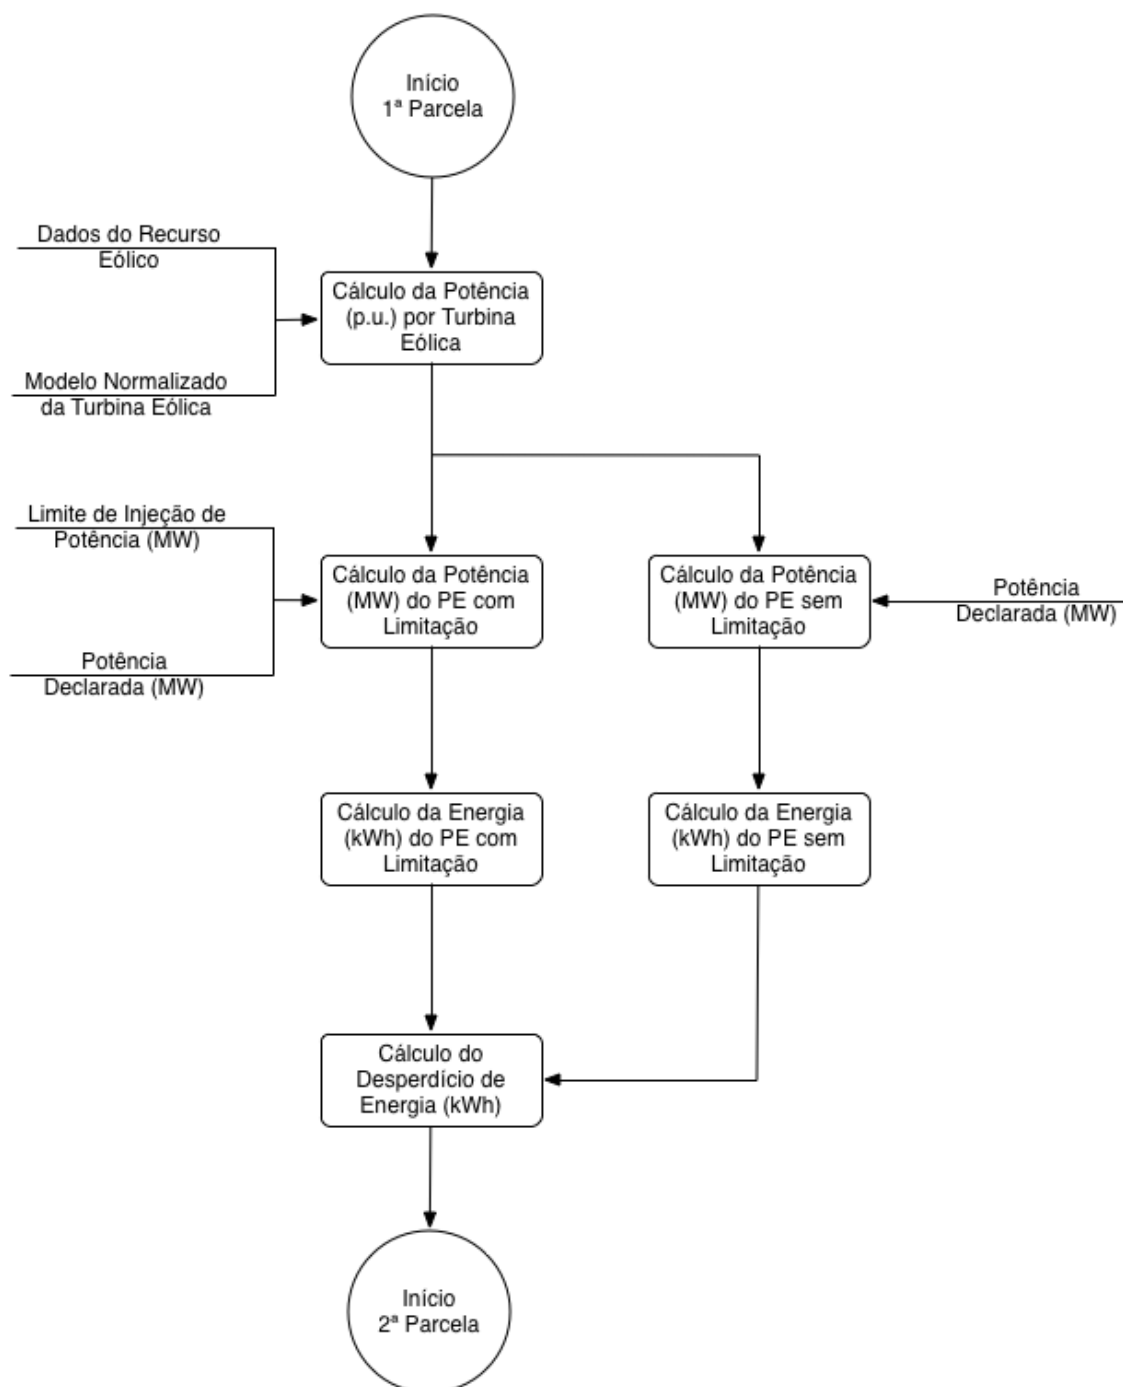 Início
1ª Parcela
Dados do Recurso
Eólico
Cálculo da Potência
(p.u.) por Turbina
Eólica
Modelo Normalizado
da Turbina Eólica
Limite de Injeção de
Potência (MW)
Cálculo da Potência
(MW) do PE com
Limitação
Cálculo da Potência
(MW) do PE sem
Limitação
Potência
Declarada (MW)
Potência
Declarada (MW)
Cálculo da Energia
(kWh) do PE com
Limitação
Cálculo da Energia
(kWh) do PE sem
Limitação
Cálculo do
Desperdício de
Energia (kWh)
Início
2ª Parcela